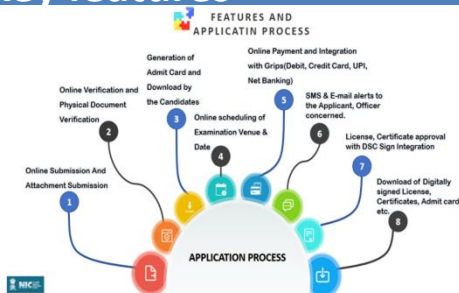 key features
FEATURES AND
APPLICATIN PROCESS
Online Submission And
Attachment Submission
1
Online Verification and
Physical Document
Verification
2
Generation of
Admit Card and
Download by
the Candidates
3
Online scheduling of
Examination Venue &
Date
4
Online Payment and Integration
with Grips(Debit, Credit Card, UPI,
Net Banking)
5
SMS & E-mail alerts to
the Applicant, Officer
concerned.
6
License, Certificate approval
with DSC Sign Integration
7
Download of Digitally
signed License,
Certificates, Admit card
etc.
8
APPLICATION PROCESS
NIC